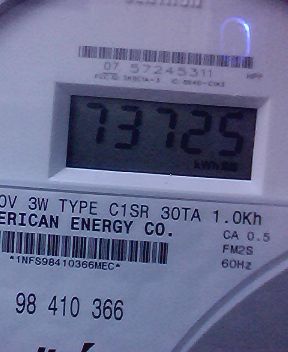 07 57245311
73725
kWh
0V 3W TYPE C1SR 30TA 1.0Kh
ERICAN ENERGY CO.
CA 0.5
FM2S
60Hz
*1NFS98410366MEC*
98 410 366